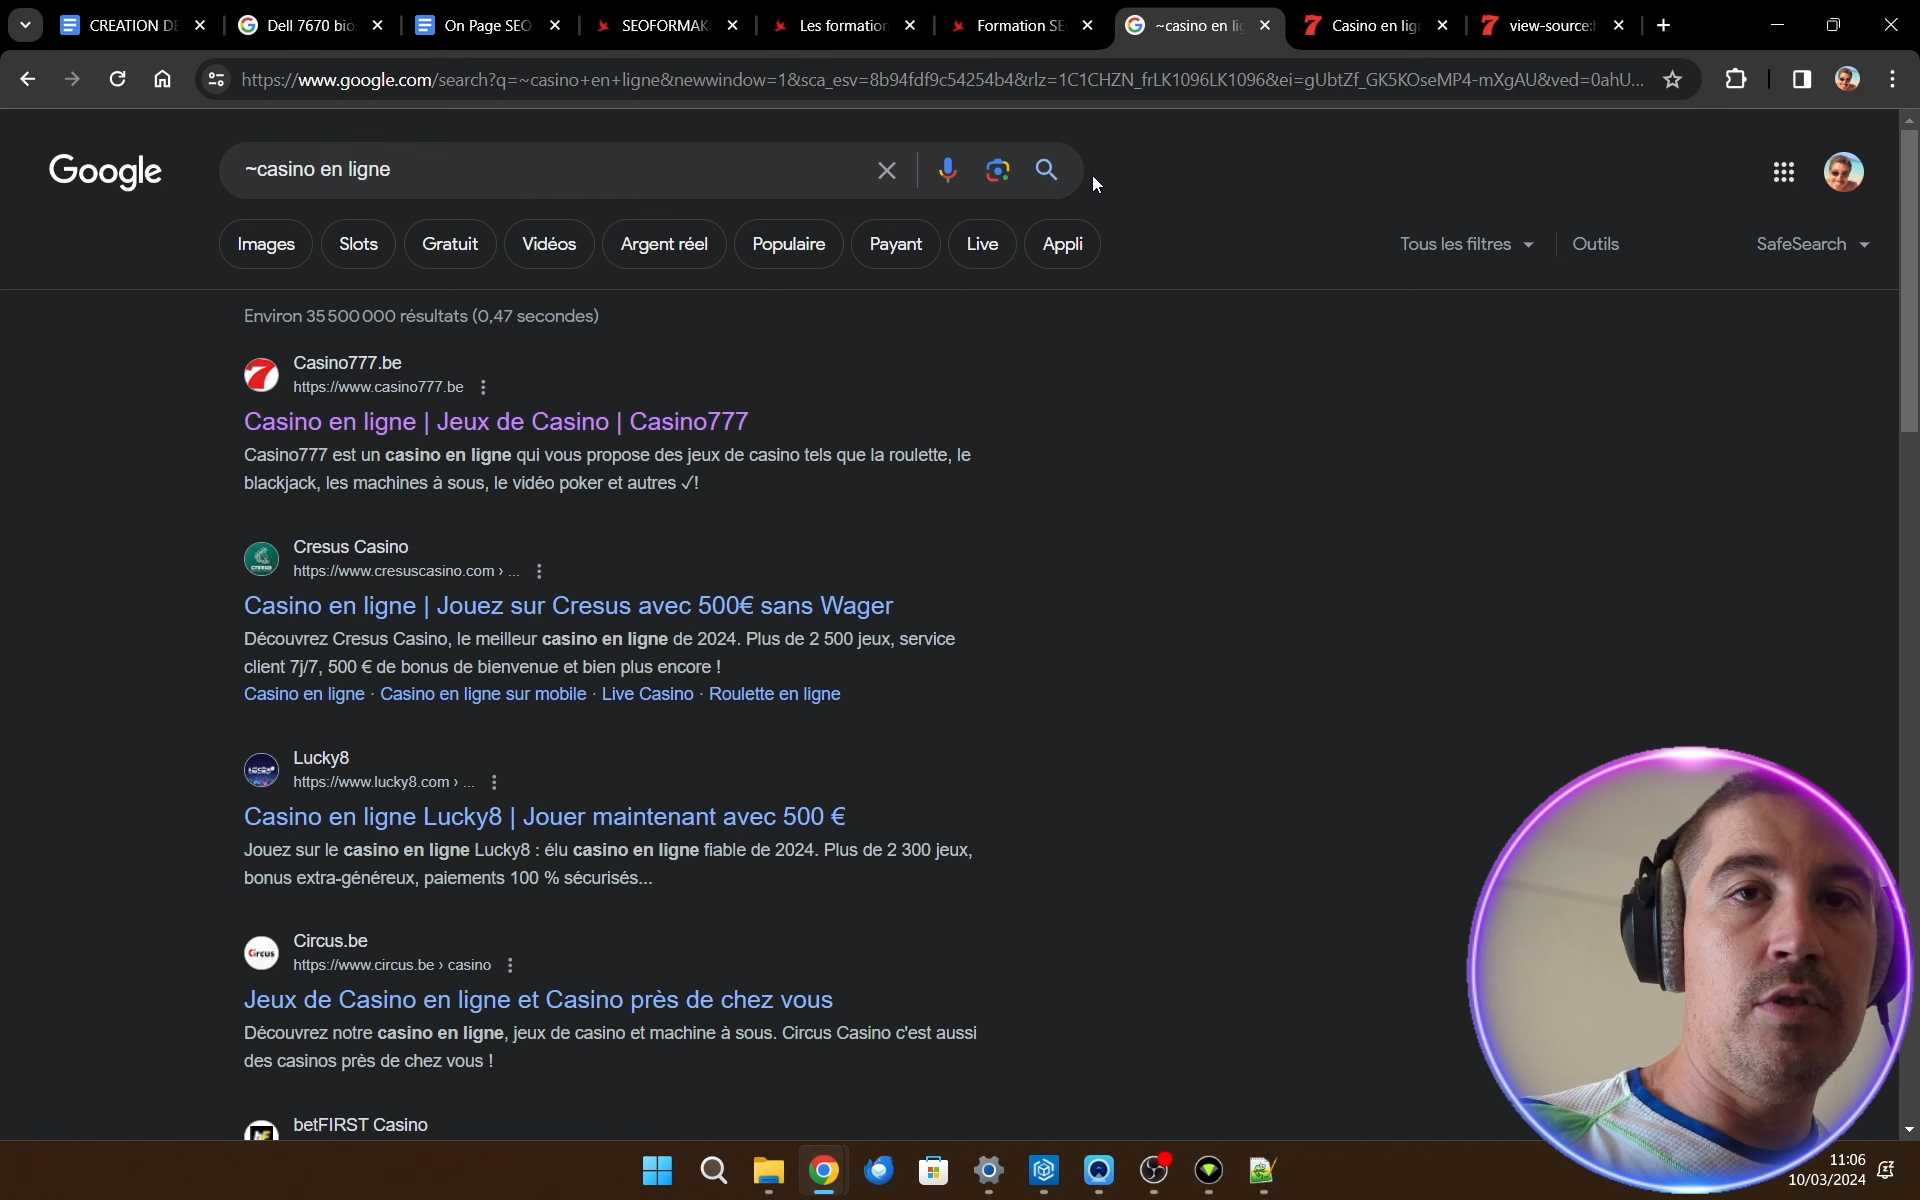 CREATION DE
Dell 7670 bio
On Page SEO
SEOFORMAK
Les formation
Formation SE
~casino en lig
Casino en lign
view-source:h
https://www.google.com/search?q=~casino+en+ligne&newwindow=1&sca_esv=8b94fdf9c54254b4&rlz=1C1CHZN_frLK1096LK1096&ei=gUbtZf_GK5KOseMP4-mXgAU&ved=0ahU...
Google
~casino en ligne
Images
Slots
Gratuit
Vidéos
Argent réel
Populaire
Payant
Live
Appli
Tous les filtres
Outils
SafeSearch
Environ 35 500 000 résultats (0,47 secondes)
Casino777.be
https://www.casino777.be
Casino en ligne | Jeux de Casino | Casino777
Casino777 est un casino en ligne qui vous propose des jeux de casino tels que la roulette, le
blackjack, les machines à sous, le vidéo poker et autres ✓!
Cresus Casino
https://www.cresuscasino.com › ...
Casino en ligne | Jouez sur Cresus avec 500€ sans Wager
Découvrez Cresus Casino, le meilleur casino en ligne de 2024. Plus de 2 500 jeux, service
client 7j/7, 500 € de bonus de bienvenue et bien plus encore !
Casino en ligne · Casino en ligne sur mobile · Live Casino · Roulette en ligne
Lucky8
https://www.lucky8.com › ...
Casino en ligne Lucky8 | Jouer maintenant avec 500 €
Jouez sur le casino en ligne Lucky8 : élu casino en ligne fiable de 2024. Plus de 2 300 jeux,
bonus extra-généreux, paiements 100 % sécurisés...
Circus
Circus.be
https://www.circus.be › casino
Jeux de Casino en ligne et Casino près de chez vous
Découvrez notre casino en ligne, jeux de casino et machine à sous. Circus Casino c'est aussi
des casinos près de chez vous !
betFIRST Casino
11:06
10/03/2024